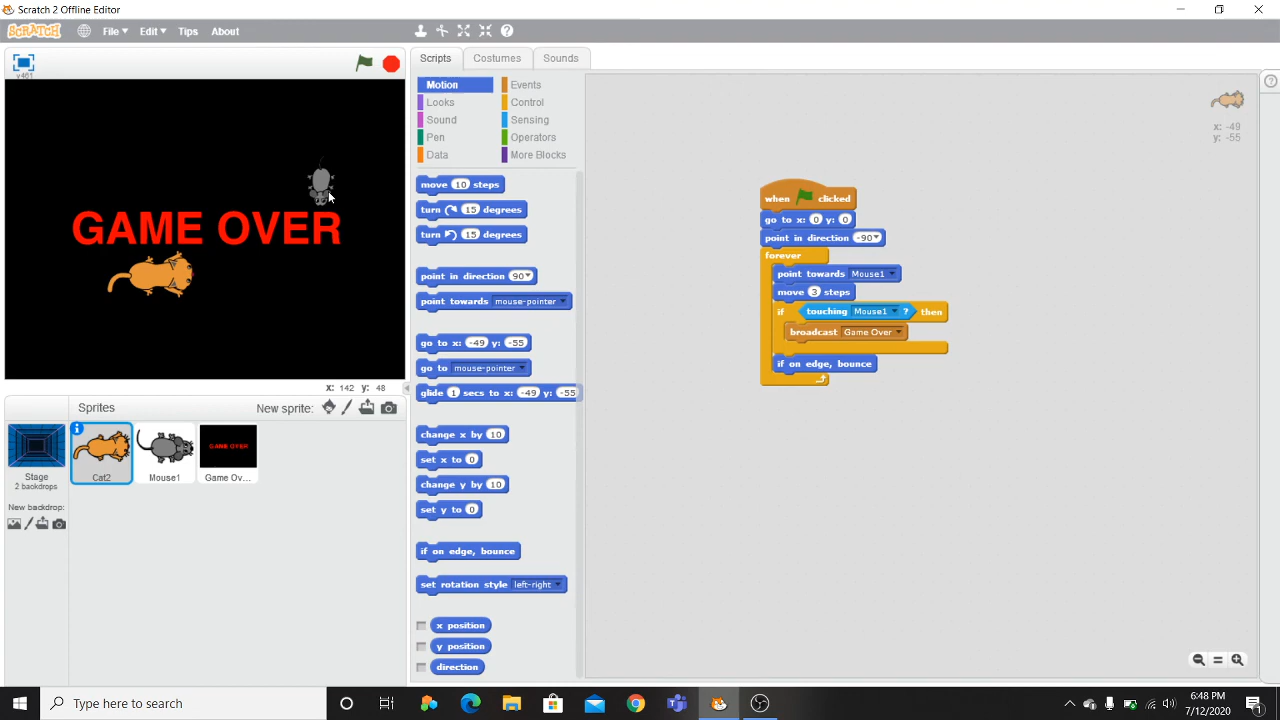 Scratch 2 Offline Editor
SCRATCH File Edit Tips About
v461
GAME OVER
x: 142 y: 48
Sprites New sprite:
Stage
2 backdrops
New backdrop:
Cat2
Mouse1
GAME OVER
Game Ov...
Scripts Costumes Sounds
Motion Events
Looks Control
Sound Sensing
Pen Operators
Data More Blocks
move 10 steps
turn 15 degrees
turn 15 degrees
point in direction 90
point towards mouse-pointer
go to x: -49 y: -55
go to mouse-pointer
glide 1 secs to x: -49 y: -55
change x by 10
set x to 0
change y by 10
set y to 0
if on edge, bounce
set rotation style left-right
x position
y position
direction
when clicked
go to x: 0 y: 0
point in direction -90
forever
point towards Mouse1
move 3 steps
if touching Mouse1 ? then
broadcast Game Over
if on edge, bounce
x: -49
y: -55
Type here to search
6:48 PM
7/12/2020